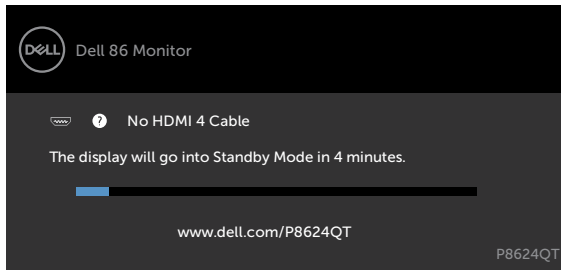 DELL
Dell 86 Monitor
? No HDMI 4 Cable
The display will go into Standby Mode in 4 minutes.
www.dell.com/P8624QT
P8624QT